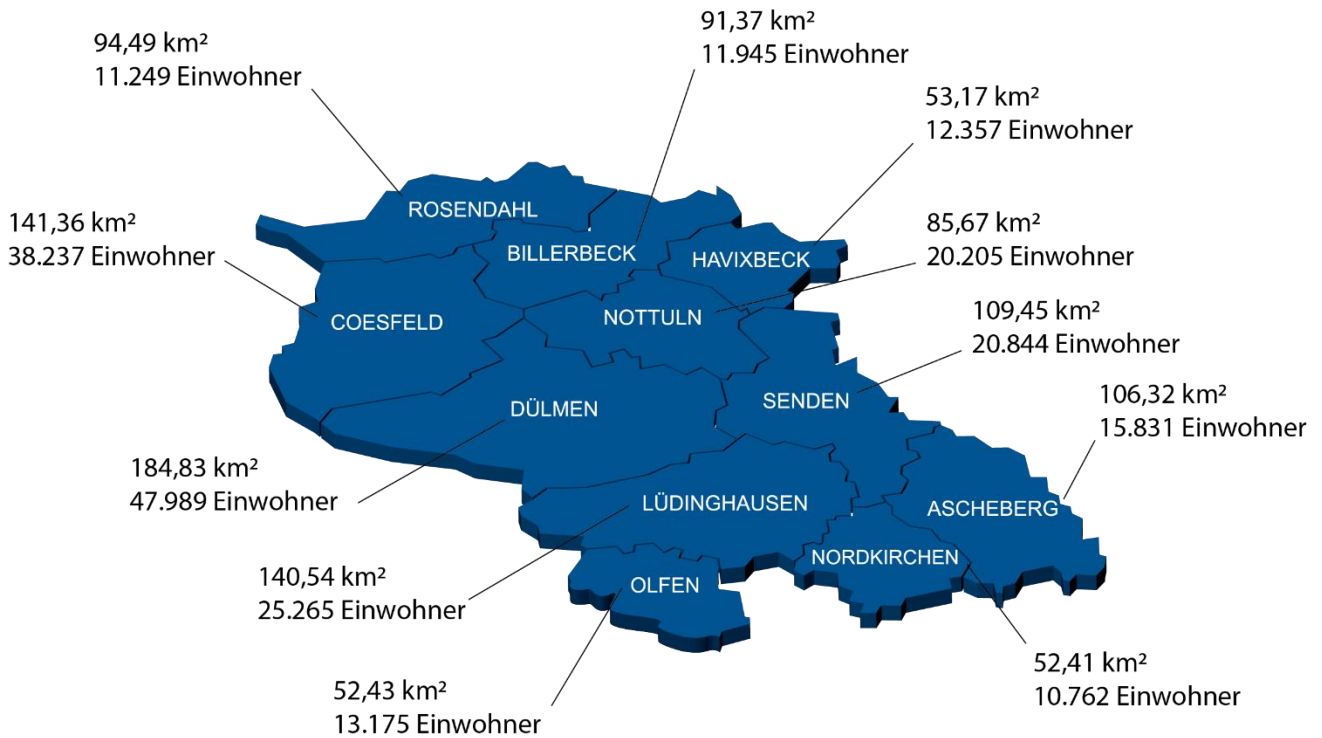 91,37 km²
11.945 Einwohner
94,49 km²
11.249 Einwohner
53,17 km²
12.357 Einwohner
ROSENDAHL
141,36 km²
38.237 Einwohner
85,67 km²
20.205 Einwohner
BILLERBECK
HAVIXBECK
COESFELD
NOTTULN
109,45 km²
20.844 Einwohner
DÜLMEN
SENDEN
106,32 km²
15.831 Einwohner
184,83 km²
47.989 Einwohner
LÜDINGHAUSEN
ASCHEBERG
NORDKIRCHEN
140,54 km²
25.265 Einwohner
OLFEN
52,41 km²
10.762 Einwohner
52,43 km²
13.175 Einwohner